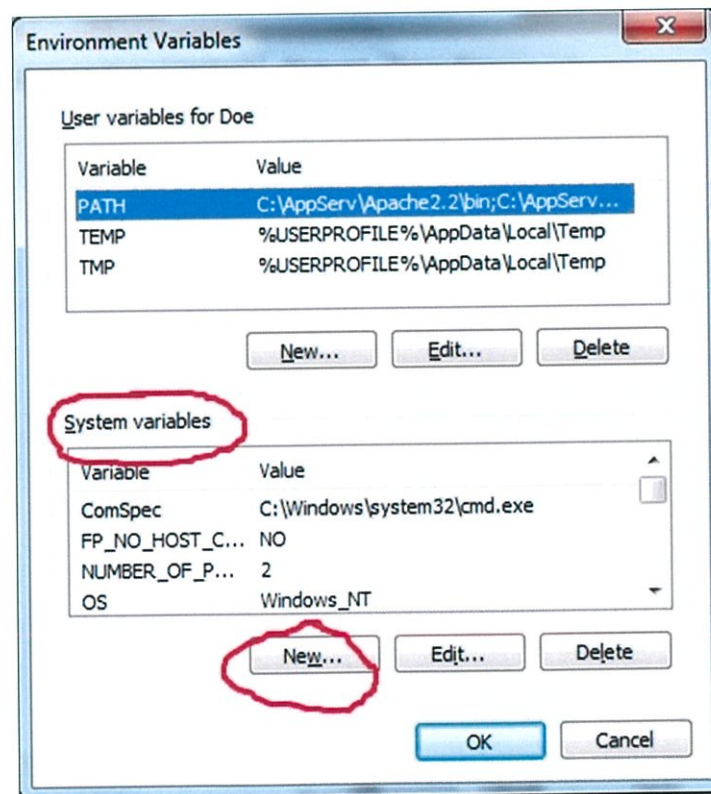 Environment Variables
User variables for Doe
Variable Value
PATH C:\AppServ\Apache2.2\bin;C:\AppServ...
TEMP %USERPROFILE%\AppData\Local\Temp
TMP %USERPROFILE%\AppData\Local\Temp
New... Edit... Delete
System variables
Variable Value
ComSpec C:\Windows\system32\cmd.exe
FP_NO_HOST_C... NO
NUMBER_OF_P... 2
OS Windows_NT
New... Edit... Delete
OK Cancel